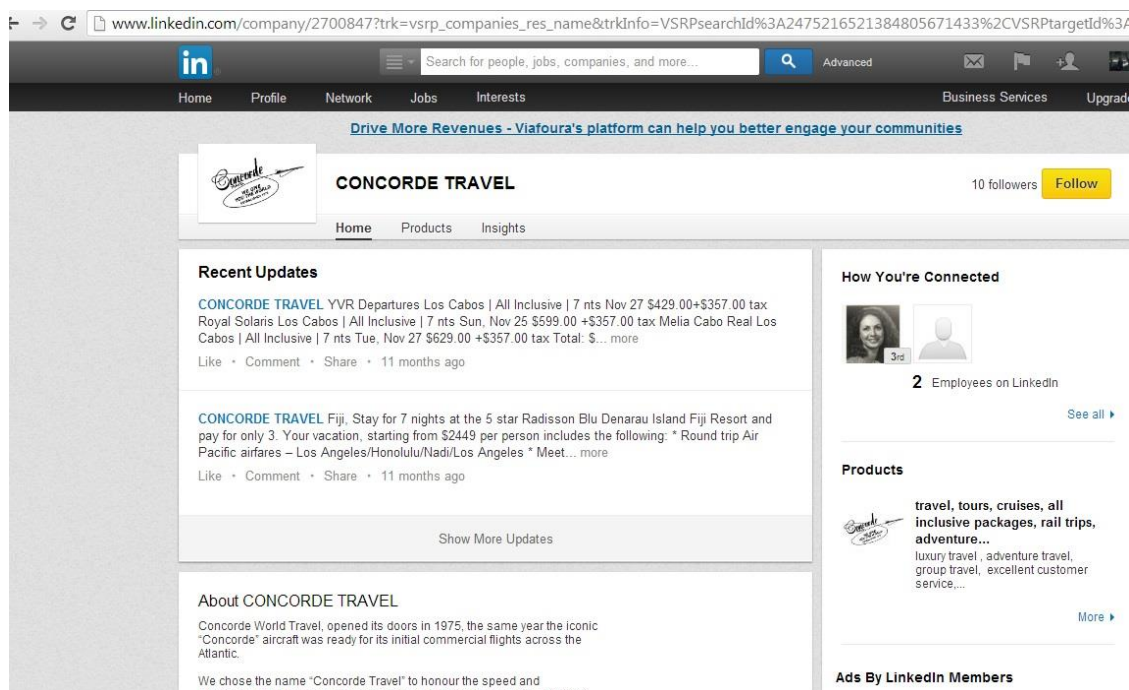 www.linkedin.com/company/2700847?trk=vsrp_companies_res_name&trkInfo=VSRPsearchId%3A2475216521384805671433%2CVSRPtargetId%3A
in
Search for people, jobs, companies, and more...
Advanced
Home Profile Network Jobs Interests
Business Services Upgrade
Drive More Revenues - Viafoura's platform can help you better engage your communities
Concorde
CONCORDE TRAVEL
10 followers Follow
Home Products Insights
Recent Updates
CONCORDE TRAVEL YVR Departures Los Cabos | All Inclusive | 7 nts Nov 27 $429.00+$357.00 tax
Royal Solaris Los Cabos | All Inclusive | 7 nts Sun, Nov 25 $599.00 +$357.00 tax Melia Cabo Real Los
Cabos | All Inclusive | 7 nts Tue, Nov 27 $629.00 +$357.00 tax Total: $... more
Like • Comment • Share • 11 months ago
CONCORDE TRAVEL Fiji, Stay for 7 nights at the 5 star Radisson Blu Denarau Island Fiji Resort and
pay for only 3. Your vacation, starting from $2449 per person includes the following: * Round trip Air
Pacific airfares – Los Angeles/Honolulu/Nadi/Los Angeles * Meet... more
Like • Comment • Share • 11 months ago
Show More Updates
About CONCORDE TRAVEL
Concorde World Travel, opened its doors in 1975, the same year the iconic
“Concorde” aircraft was ready for its initial commercial flights across the
Atlantic.
We chose the name “Concorde Travel” to honour the speed and
How You're Connected
3rd
2 Employees on LinkedIn
See all
Products
Concorde
travel, tours, cruises, all
inclusive packages, rail trips,
adventure...
luxury travel , adventure travel,
group travel, excellent customer
service,...
More
Ads By LinkedIn Members